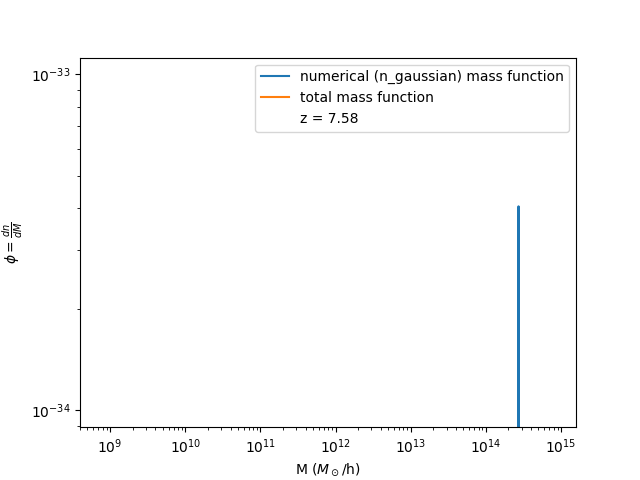 numerical (n_gaussian) mass function
total mass function
z = 7.58
10⁻³³
10⁻³⁴
ϕ = dn/dM
10⁹ 10¹⁰ 10¹¹ 10¹² 10¹³ 10¹⁴ 10¹⁵
M (M⊙/h)